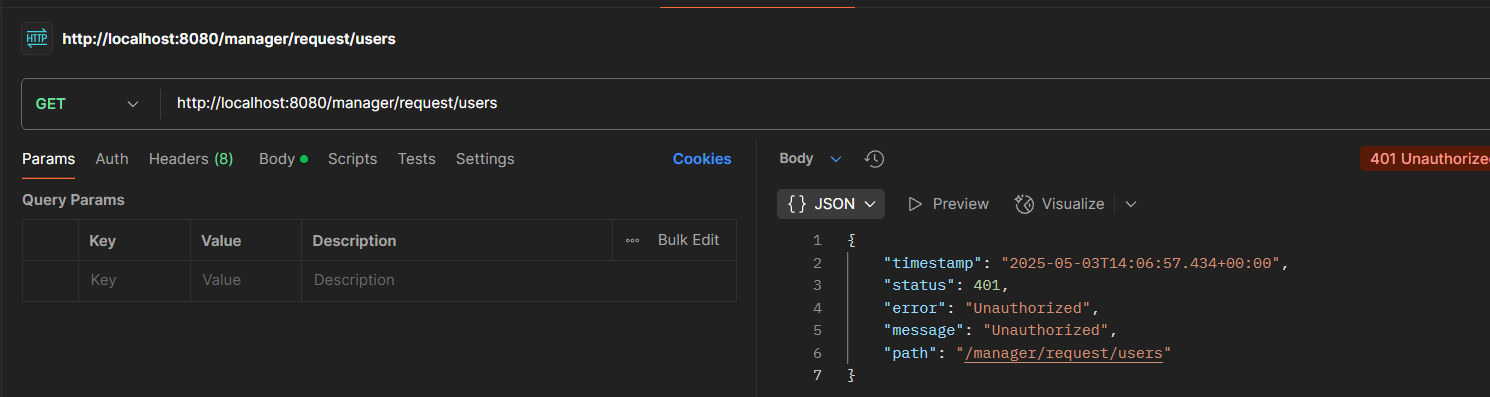 HTTP http://localhost:8080/manager/request/users
GET http://localhost:8080/manager/request/users
Params Auth Headers (8) Body Scripts Tests Settings Cookies
Query Params
Key Value Description Bulk Edit
Key Value Description
Body 401 Unauthorized
{} JSON Preview Visualize
1 {
2 "timestamp": "2025-05-03T14:06:57.434+00:00",
3 "status": 401,
4 "error": "Unauthorized",
5 "message": "Unauthorized",
6 "path": "/manager/request/users"
7 }